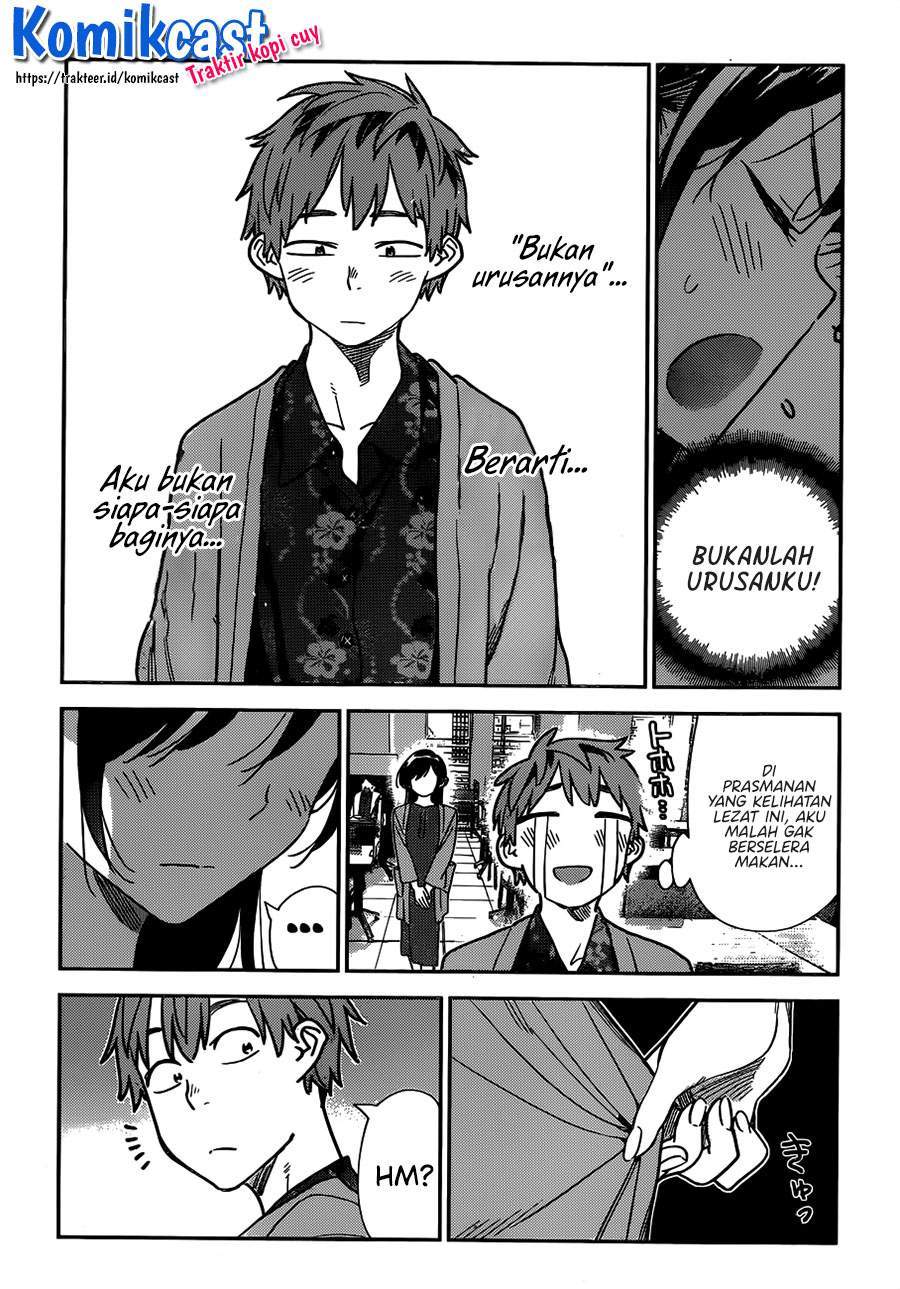 Komikcast
Traktir kopi cuy
https://trakteer.id/komikcast
BUKANLAH
URUSANKU!
"Bukan
urusannya"...
Berarti...
Aku bukan
siapa-siapa
baginya...
DI
PRASMANAN
YANG KELIHATAN
LEZAT INI, AKU
MALAH GAK
BERSELERA
MAKAN...
トホホ...
...
きゅっ
HM?